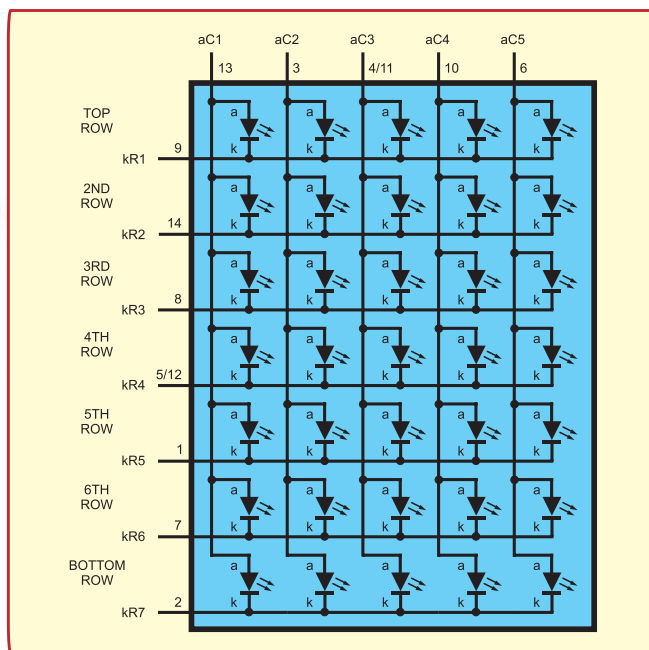 aC1 aC2 aC3 aC4 aC5
13 3 4/11 10 6
TOP
ROW
a a a a a
9
kR1
k k k k k
2ND
ROW
a a a a a
14
kR2
k k k k k
3RD
ROW
a a a a a
8
kR3
k k k k k
4TH
ROW
a a a a a
5/12
kR4
k k k k k
5TH
ROW
a a a a a
1
kR5
k k k k k
6TH
ROW
a a a a a
7
kR6
k k k k k
BOTTOM
ROW
a a a a a
2
kR7
k k k k k